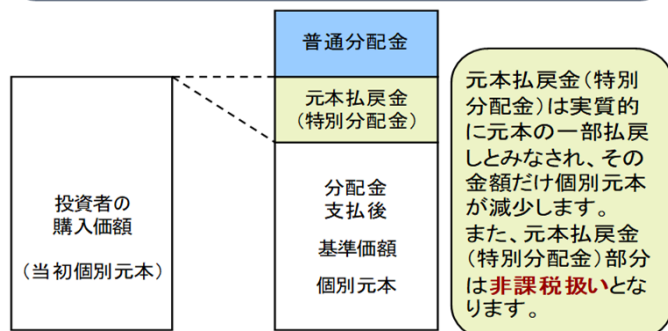 投資者の
購入価額
(当初個別元本)
普通分配金
元本払戻金
(特別分配金)
分配金
支払後
基準価額
個別元本
元本払戻金(特別
分配金)は実質的
に元本の一部払戻
しとみなされ、その
金額だけ個別元本
が減少します。
また、元本払戻金
(特別分配金)部分
は非課税扱いとな
ります。